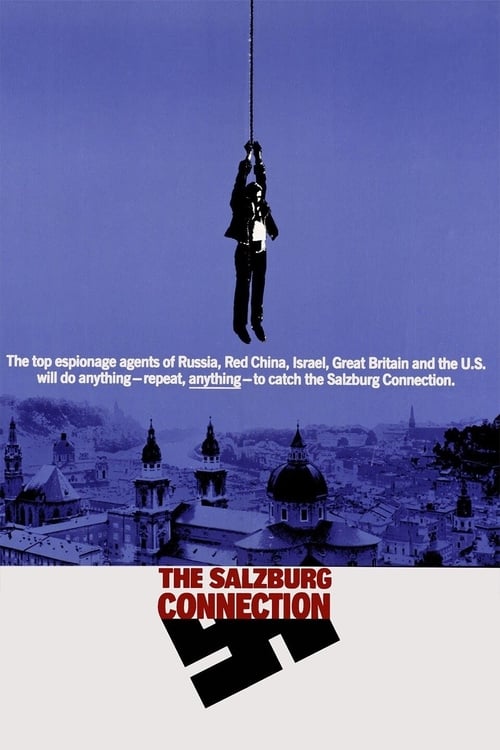 The top espionage agents of Russia, Red China, Israel, Great Britain and the U.S.
will do anything—repeat, anything—to catch the Salzburg Connection.
THE SALZBURG
CONNECTION